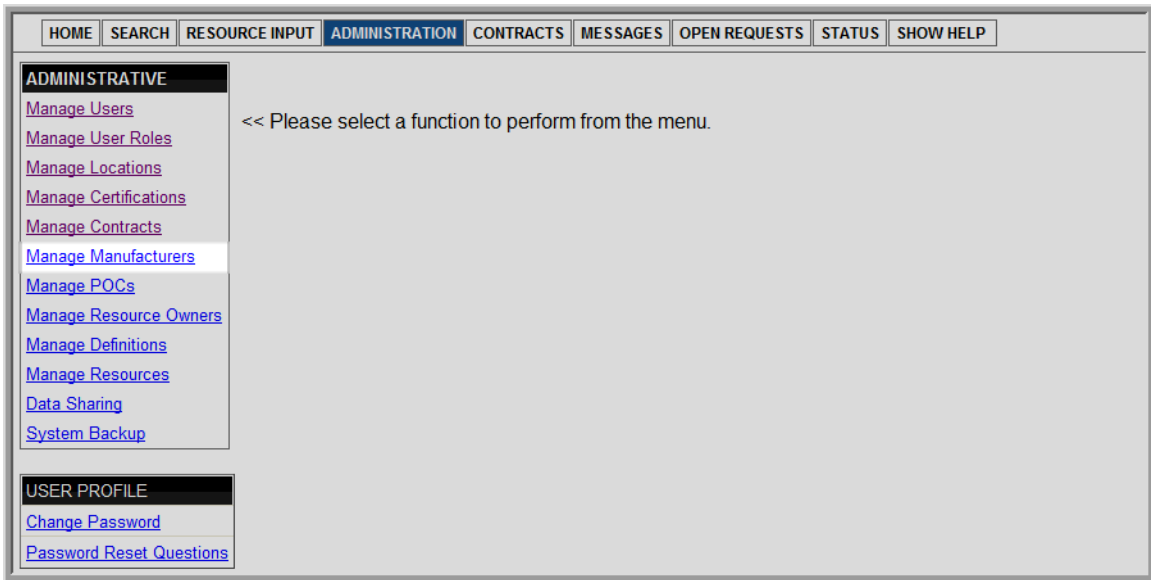 HOME SEARCH RESOURCE INPUT ADMINISTRATION CONTRACTS MESSAGES OPEN REQUESTS STATUS SHOW HELP
ADMINISTRATIVE
Manage Users
<< Please select a function to perform from the menu.
Manage User Roles
Manage Locations
Manage Certifications
Manage Contracts
Manage Manufacturers
Manage POCs
Manage Resource Owners
Manage Definitions
Manage Resources
Data Sharing
System Backup
USER PROFILE
Change Password
Password Reset Questions